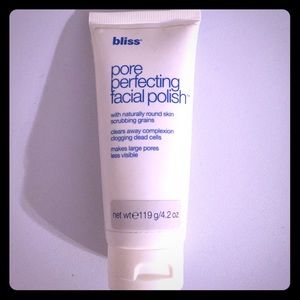 bliss®
pore
perfecting
facial polish™
with naturally round skin
scrubbing grains
clears away complexion
clogging dead cells
makes large pores
less visible
net wt℮119 g/4.2 oz